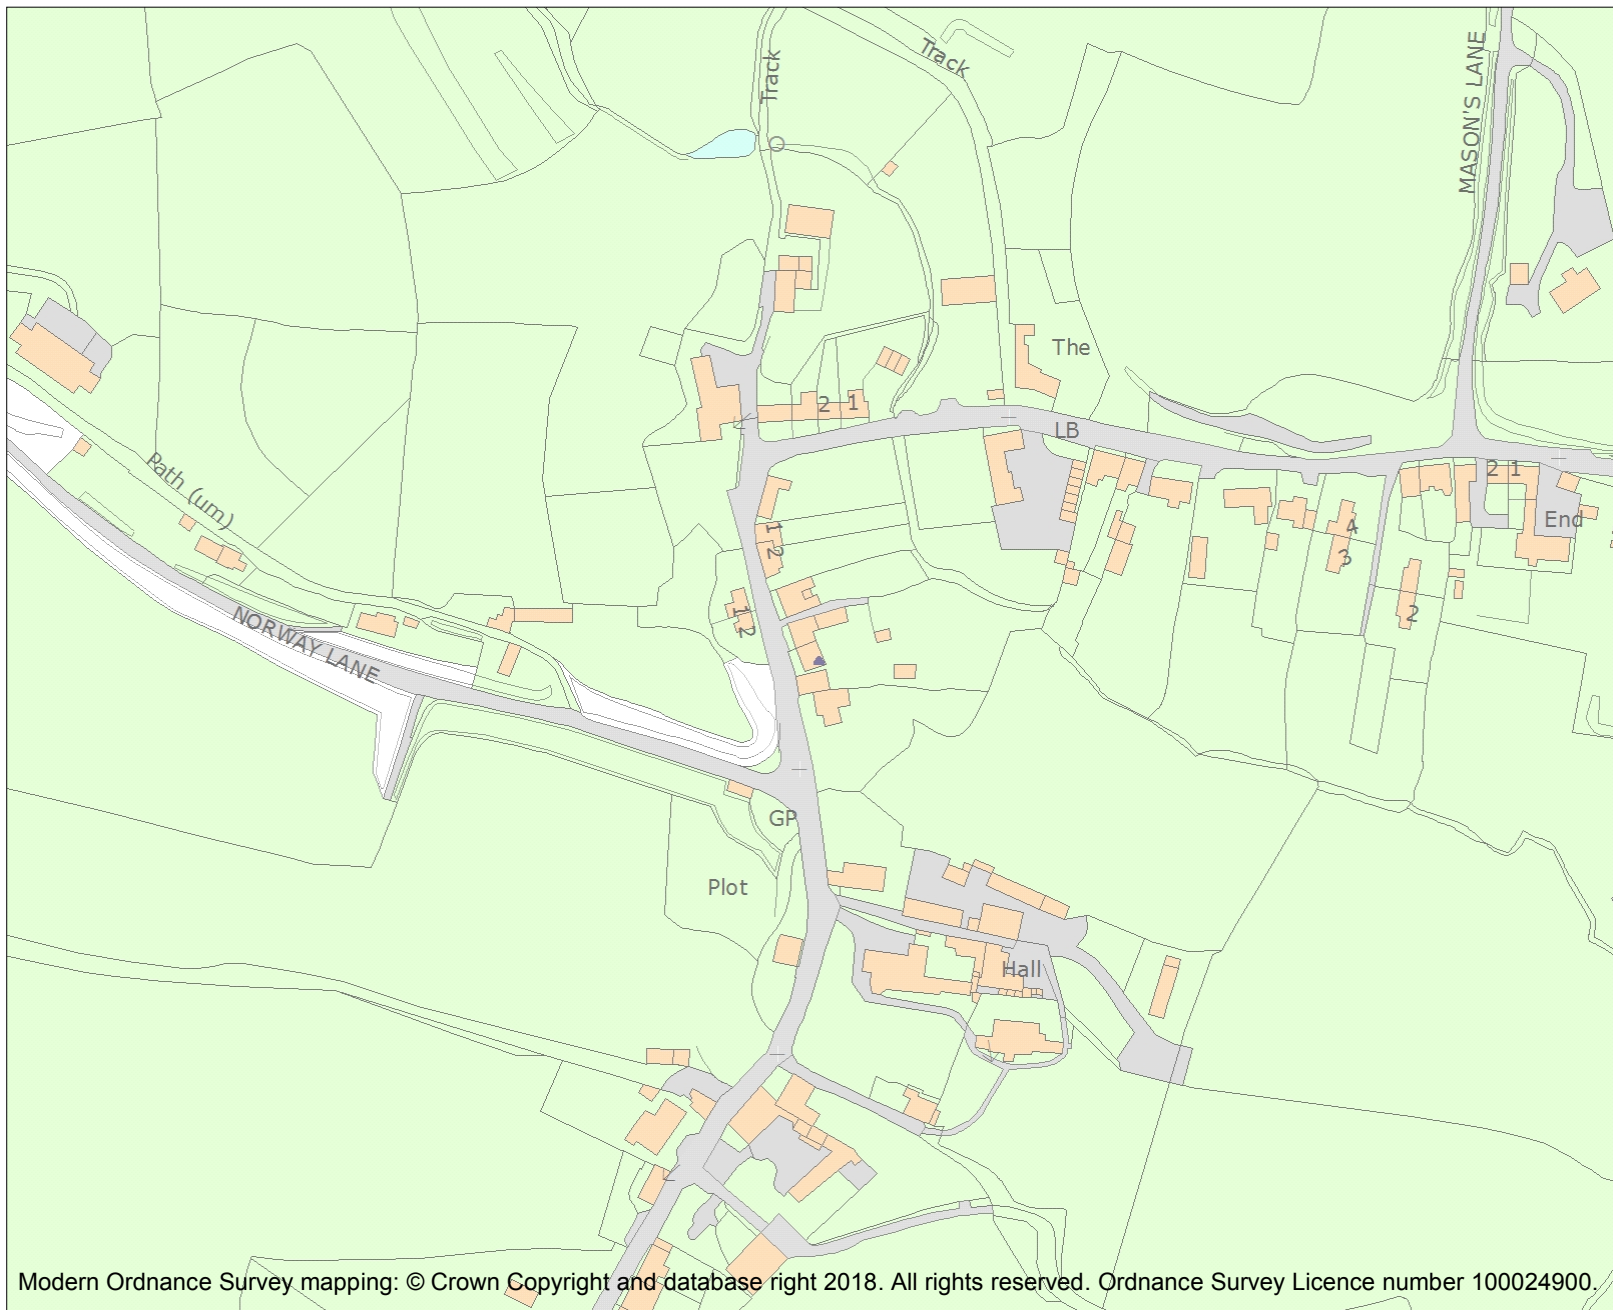 Track
Track
MASON'S LANE
The
2 1
LB
2 1
Path (um)
End
4
3
1 2
1 2
2
NORWAY LANE
GP
Plot
Hall
Modern Ordnance Survey mapping: © Crown Copyright and database right 2018. All rights reserved. Ordnance Survey Licence number 100024900.